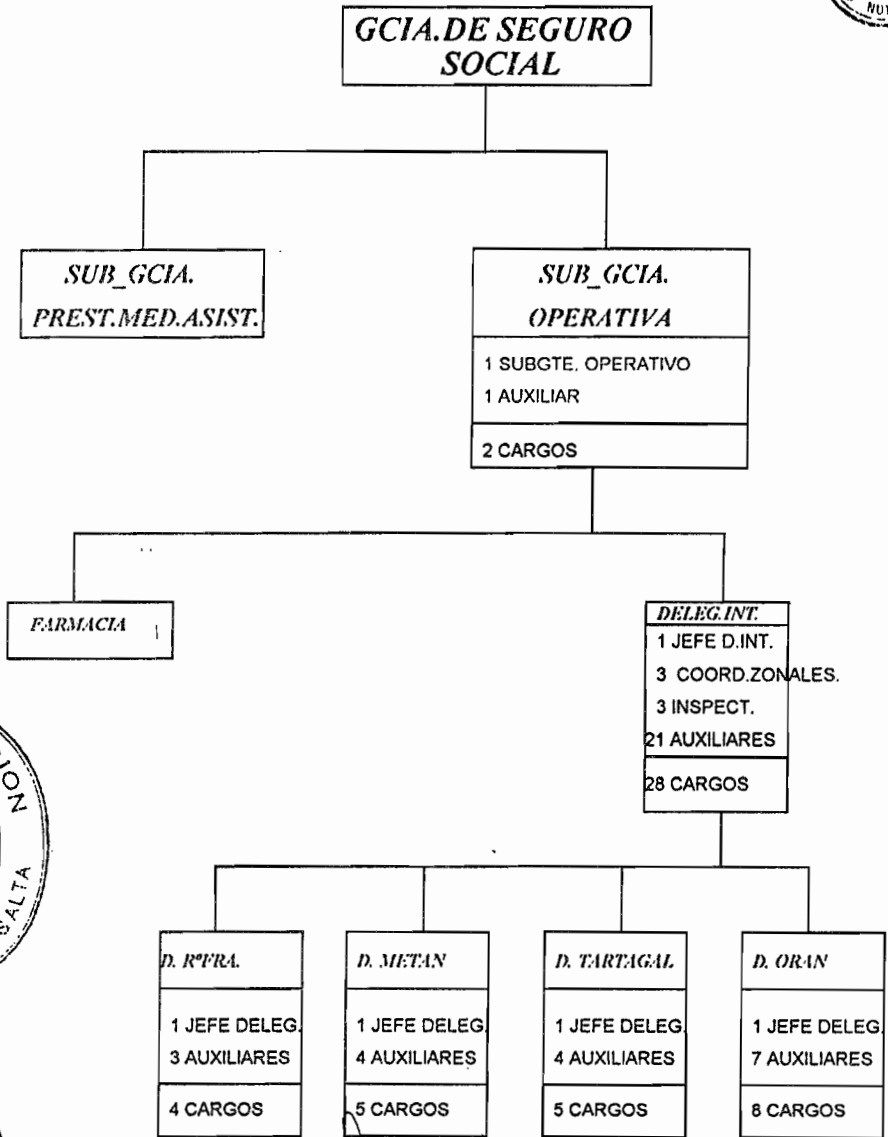 NUT
GCIA.DE SEGURO
SOCIAL
SUB_GCIA.
PREST.MED.ASIST.
SUB_GCIA.
OPERATIVA
1 SUBGTE. OPERATIVO
1 AUXILIAR
2 CARGOS
FARMACIA
DELEG.INT.
1 JEFE D.INT.
3 COORD.ZONALES.
3 INSPECT.
21 AUXILIARES
28 CARGOS
ION
SALTA
D. RºFRA.
1 JEFE DELEG.
3 AUXILIARES
4 CARGOS
D. METAN
1 JEFE DELEG.
4 AUXILIARES
5 CARGOS
D. TARTAGAL
1 JEFE DELEG.
4 AUXILIARES
5 CARGOS
D. ORAN
1 JEFE DELEG.
7 AUXILIARES
8 CARGOS